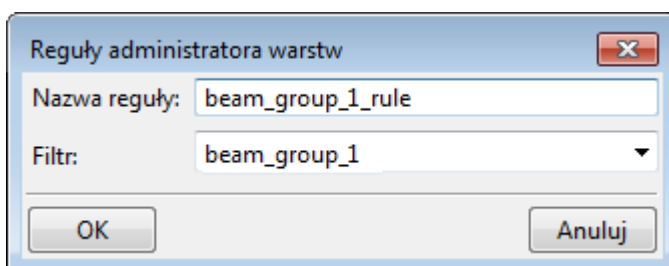 Reguły administratora warstw
Nazwa reguły: beam_group_1_rule
Filtr: beam_group_1
OK Anuluj